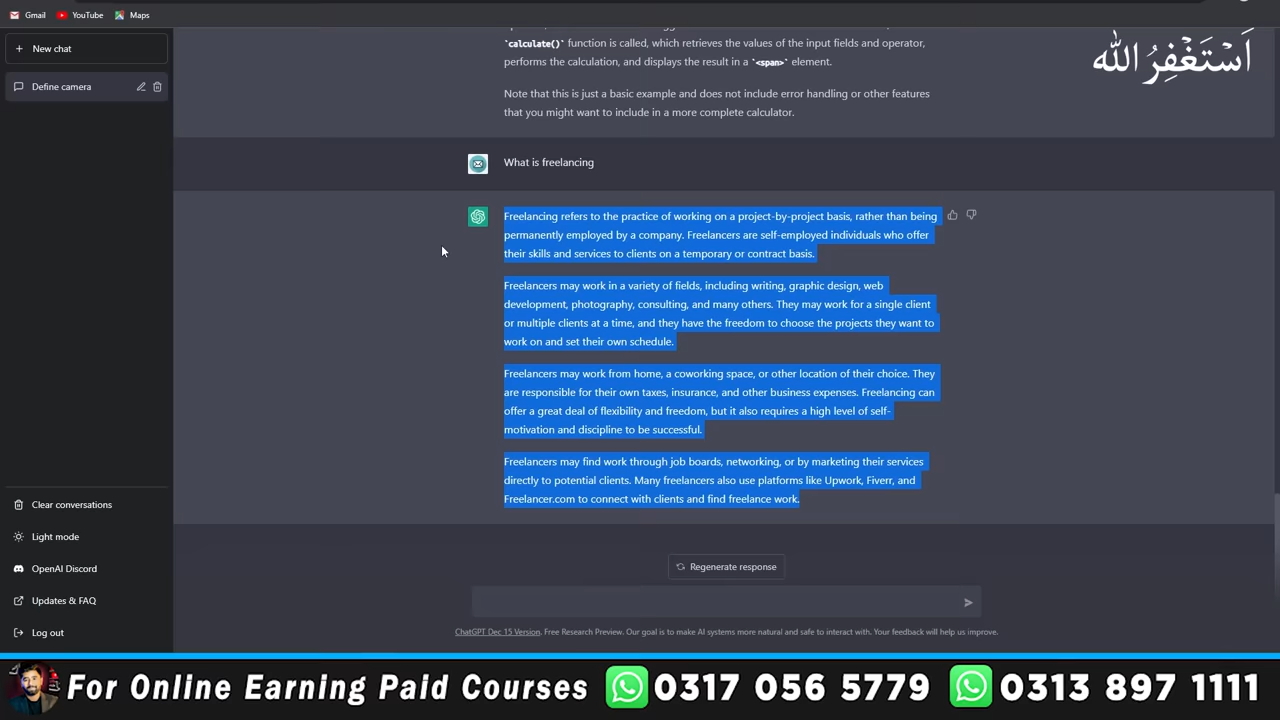 Gmail YouTube Maps
New chat
Define camera
`calculate()` function is called, which retrieves the values of the input fields and operator,
performs the calculation, and displays the result in a `<span>` element.
Note that this is just a basic example and does not include error handling or other features
that you might want to include in a more complete calculator.
اَسْتَغْفِرُ اللّٰه
What is freelancing
Freelancing refers to the practice of working on a project-by-project basis, rather than being
permanently employed by a company. Freelancers are self-employed individuals who offer
their skills and services to clients on a temporary or contract basis.
Freelancers may work in a variety of fields, including writing, graphic design, web
development, photography, consulting, and many others. They may work for a single client
or multiple clients at a time, and they have the freedom to choose the projects they want to
work on and set their own schedule.
Freelancers may work from home, a coworking space, or other location of their choice. They
are responsible for their own taxes, insurance, and other business expenses. Freelancing can
offer a great deal of flexibility and freedom, but it also requires a high level of self-
motivation and discipline to be successful.
Freelancers may find work through job boards, networking, or by marketing their services
directly to potential clients. Many freelancers also use platforms like Upwork, Fiverr, and
Freelancer.com to connect with clients and find freelance work.
Clear conversations
Light mode
OpenAI Discord
Updates & FAQ
Log out
Regenerate response
ChatGPT Dec 15 Version. Free Research Preview. Our goal is to make AI systems more natural and safe to interact with. Your feedback will help us improve.
For Online Earning Paid Courses 0317 056 5779 0313 897 1111